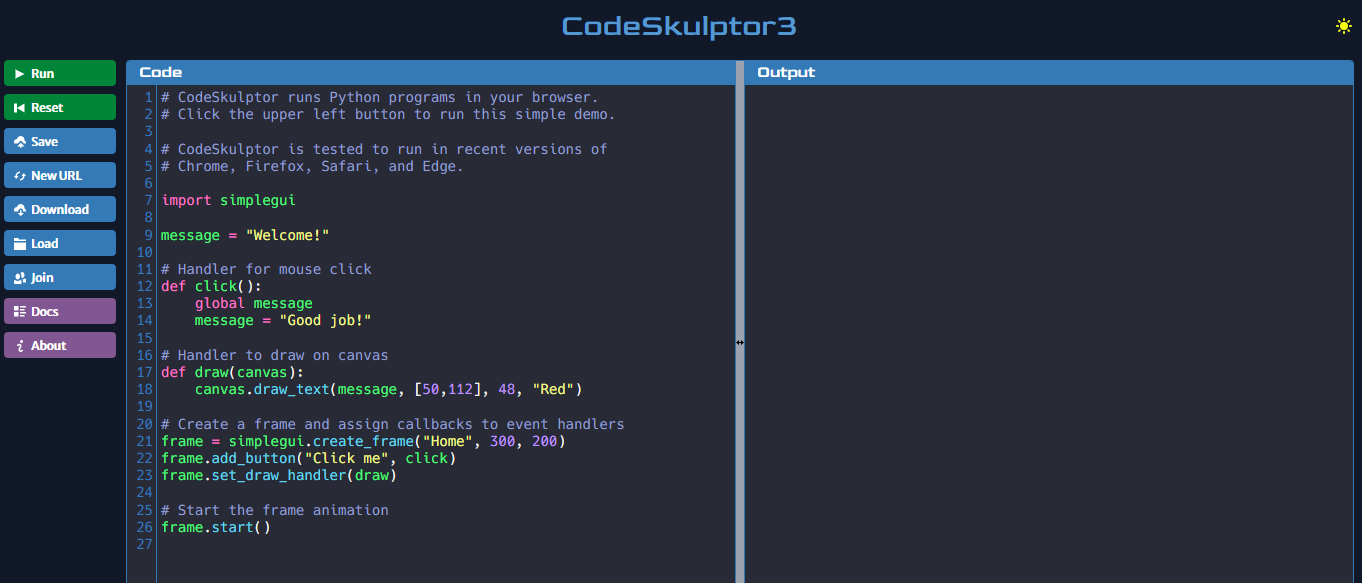 CodeSkulptor3
Run
Reset
Save
New URL
Download
Load
Join
Docs
About
Code
1 # CodeSkulptor runs Python programs in your browser.
2 # Click the upper left button to run this simple demo.
3
4 # CodeSkulptor is tested to run in recent versions of
5 # Chrome, Firefox, Safari, and Edge.
6
7 import simplegui
8
9 message = "Welcome!"
10
11 # Handler for mouse click
12 def click():
13     global message
14     message = "Good job!"
15
16 # Handler to draw on canvas
17 def draw(canvas):
18     canvas.draw_text(message, [50,112], 48, "Red")
19
20 # Create a frame and assign callbacks to event handlers
21 frame = simplegui.create_frame("Home", 300, 200)
22 frame.add_button("Click me", click)
23 frame.set_draw_handler(draw)
24
25 # Start the frame animation
26 frame.start()
27
Output